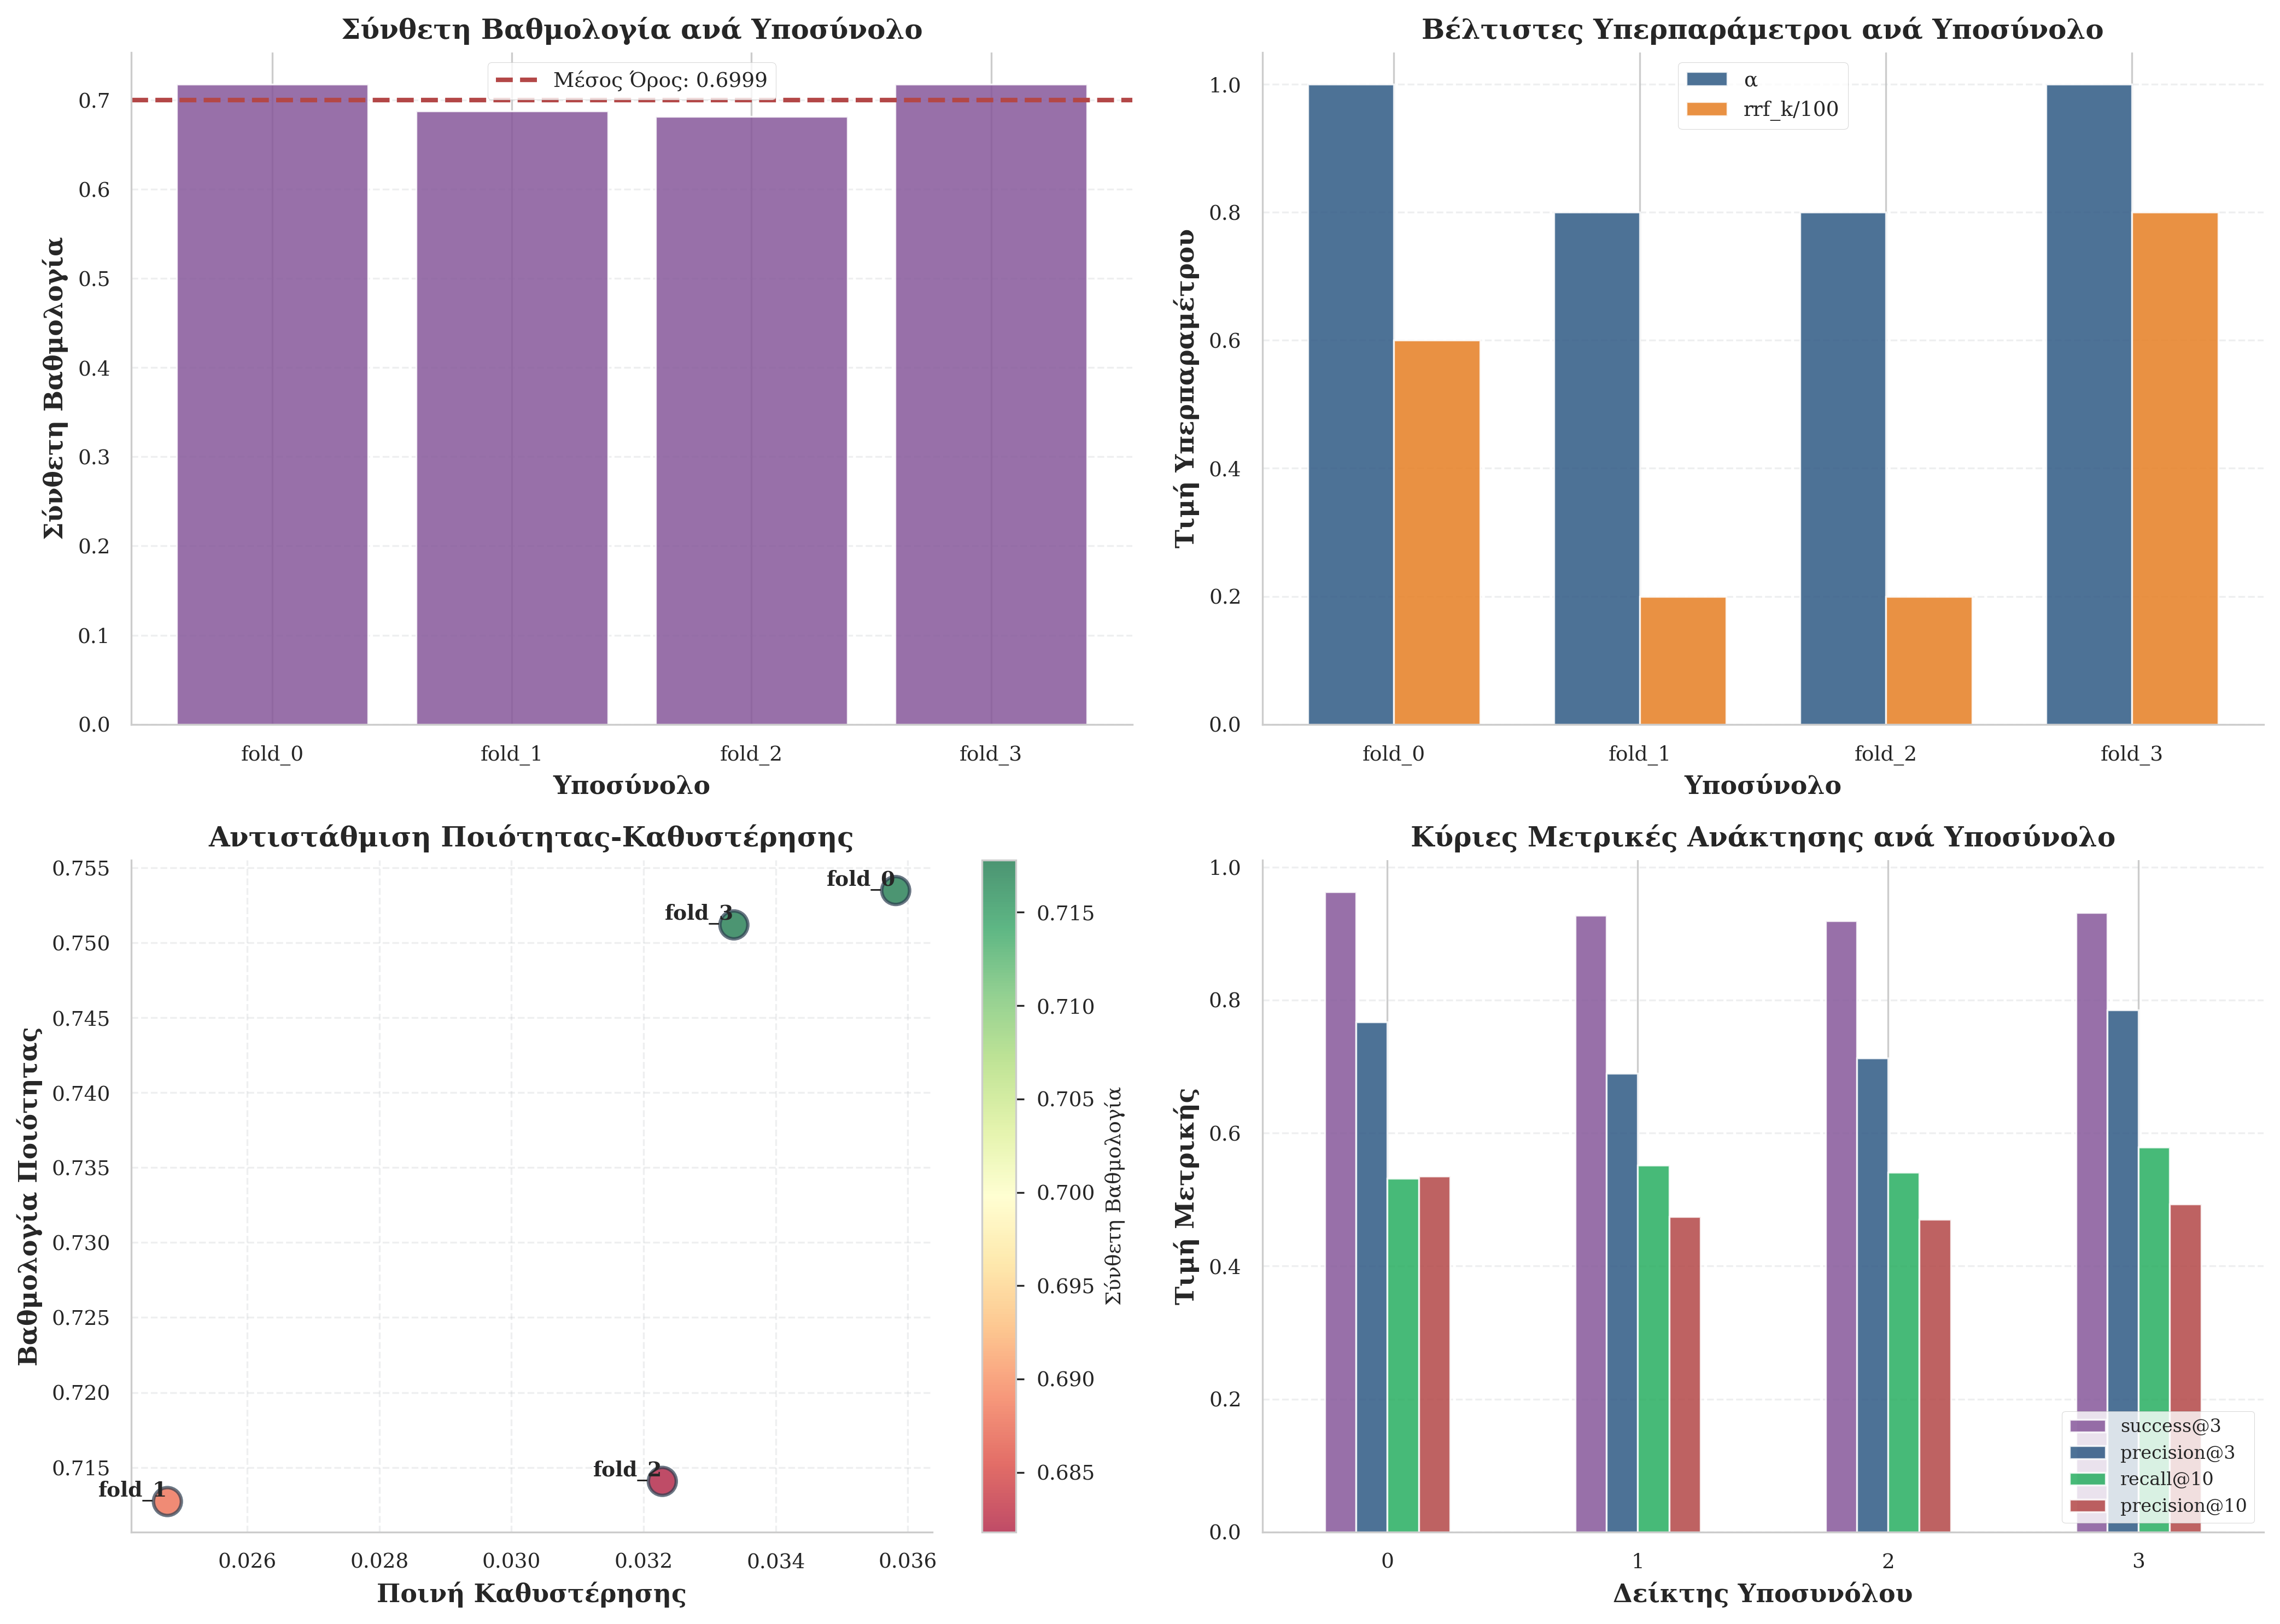 Σύνθετη Βαθμολογία ανά Υποσύνολο
Μέσος Όρος: 0.6999
Σύνθετη Βαθμολογία
0.7
0.6
0.5
0.4
0.3
0.2
0.1
0.0
fold_0 fold_1 fold_2 fold_3
Υποσύνολο
Βέλτιστες Υπερπαράμετροι ανά Υποσύνολο
α
rrf_k/100
Τιμή Υπερπαραμέτρου
1.0
0.8
0.6
0.4
0.2
0.0
fold_0 fold_1 fold_2 fold_3
Υποσύνολο
Αντιστάθμιση Ποιότητας-Καθυστέρησης
Βαθμολογία Ποιότητας
0.755
0.750
0.745
0.740
0.735
0.730
0.725
0.720
0.715
fold_0
fold_3
fold_2
fold_1
0.026 0.028 0.030 0.032 0.034 0.036
Ποινή Καθυστέρησης
0.715
0.710
0.705
0.700
0.695
0.690
0.685
Σύνθετη Βαθμολογία
Κύριες Μετρικές Ανάκτησης ανά Υποσύνολο
Τιμή Μετρικής
1.0
0.8
0.6
0.4
0.2
0.0
success@3
precision@3
recall@10
precision@10
0 1 2 3
Δείκτης Υποσυνόλου